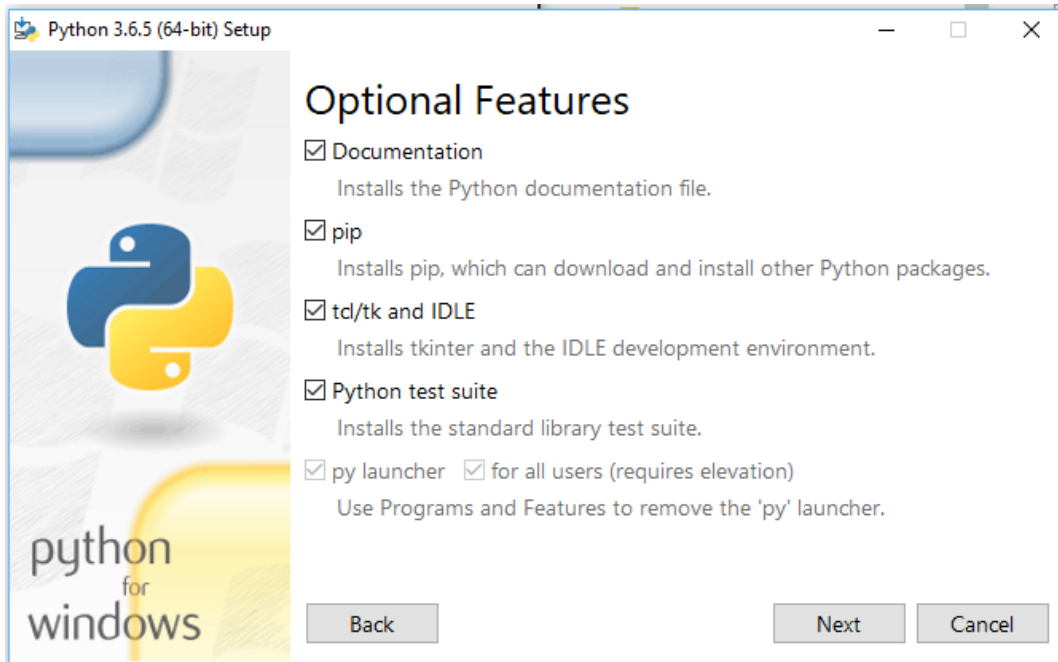 Python 3.6.5 (64-bit) Setup
Optional Features
Documentation
Installs the Python documentation file.
pip
Installs pip, which can download and install other Python packages.
tcl/tk and IDLE
Installs tkinter and the IDLE development environment.
Python test suite
Installs the standard library test suite.
py launcher for all users (requires elevation)
Use Programs and Features to remove the 'py' launcher.
python
for
windows
Back Next Cancel